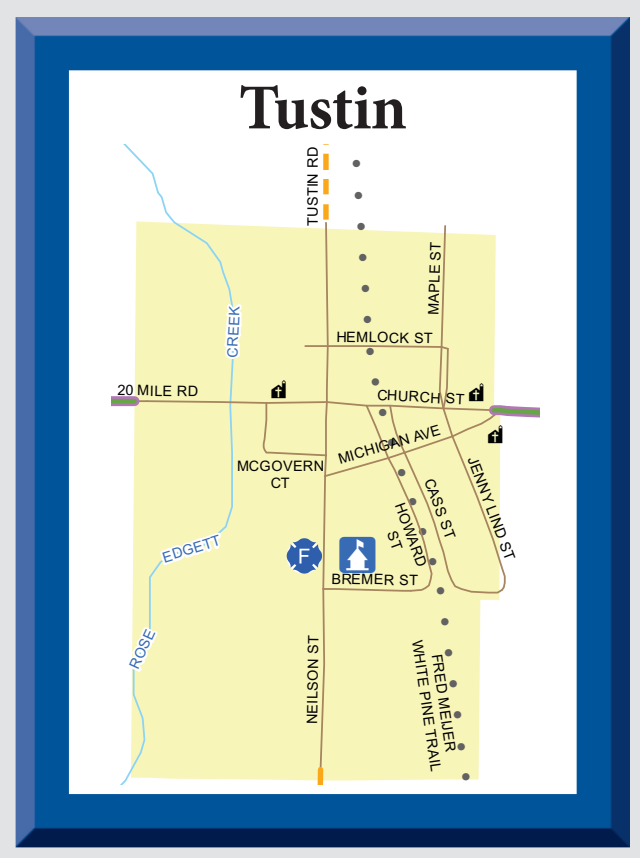 Tustin
TUSTIN RD
MAPLE ST
CREEK
HEMLOCK ST
20 MILE RD
CHURCH ST
MICHIGAN AVE
MCGOVERN
CT
JENNY LIND ST
CASS ST
HOWARD
ST
EDGETT
F
BREMER ST
ROSE
NEILSON ST
FRED MEIJER
WHITE PINE TRAIL